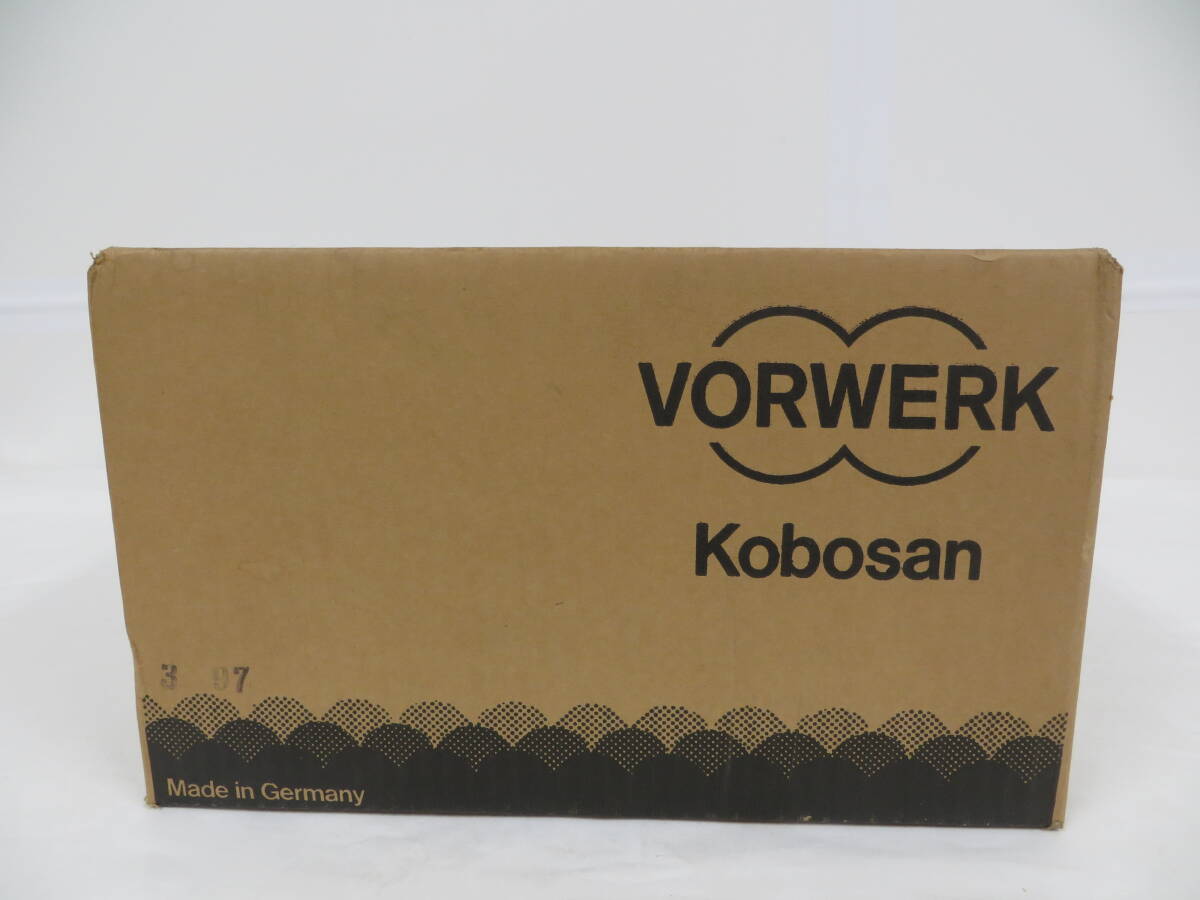 VORWERK
Kobosan
3 97
Made in Germany